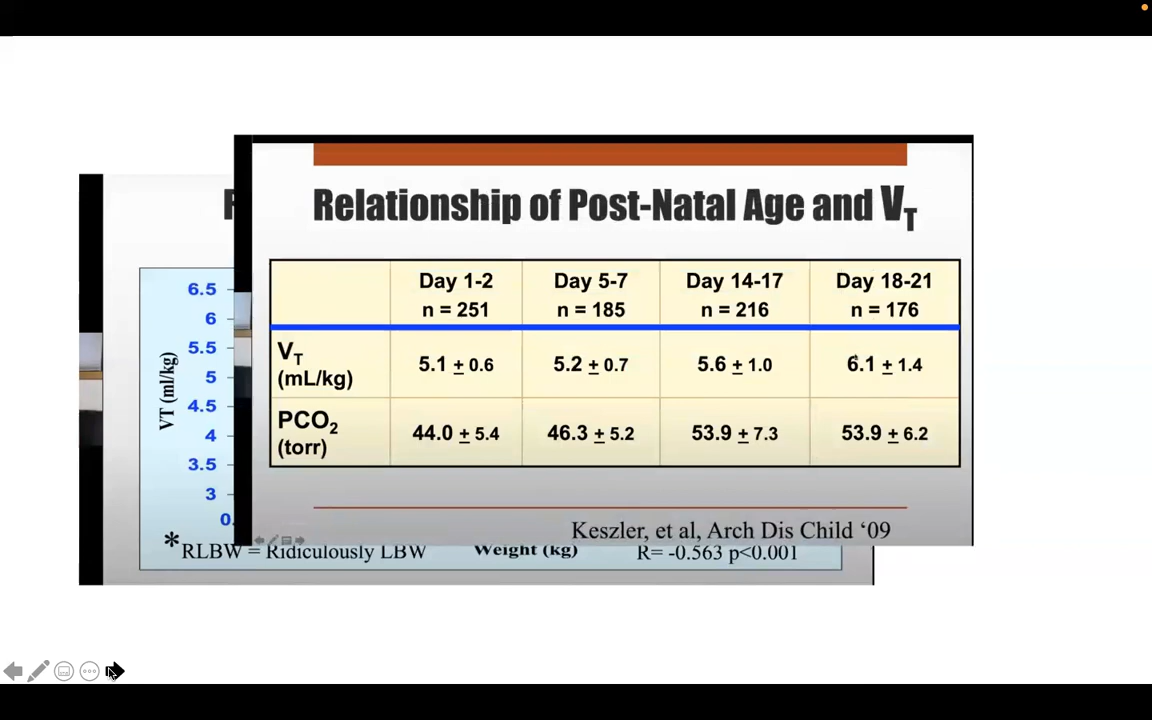 Relationship of Post-Natal Age and VT
Day 1-2 Day 5-7 Day 14-17 Day 18-21
n = 251 n = 185 n = 216 n = 176
VT
(mL/kg) 5.1 ± 0.6 5.2 ± 0.7 5.6 ± 1.0 6.1 ± 1.4
PCO2
(torr) 44.0 ± 5.4 46.3 ± 5.2 53.9 ± 7.3 53.9 ± 6.2
Keszler, et al, Arch Dis Child ‘09
VT (ml/kg)
6.5
6
5.5
5
4.5
4
3.5
3
0.
*RLBW = Ridiculously LBW Weight (kg) R= -0.563 p<0.001